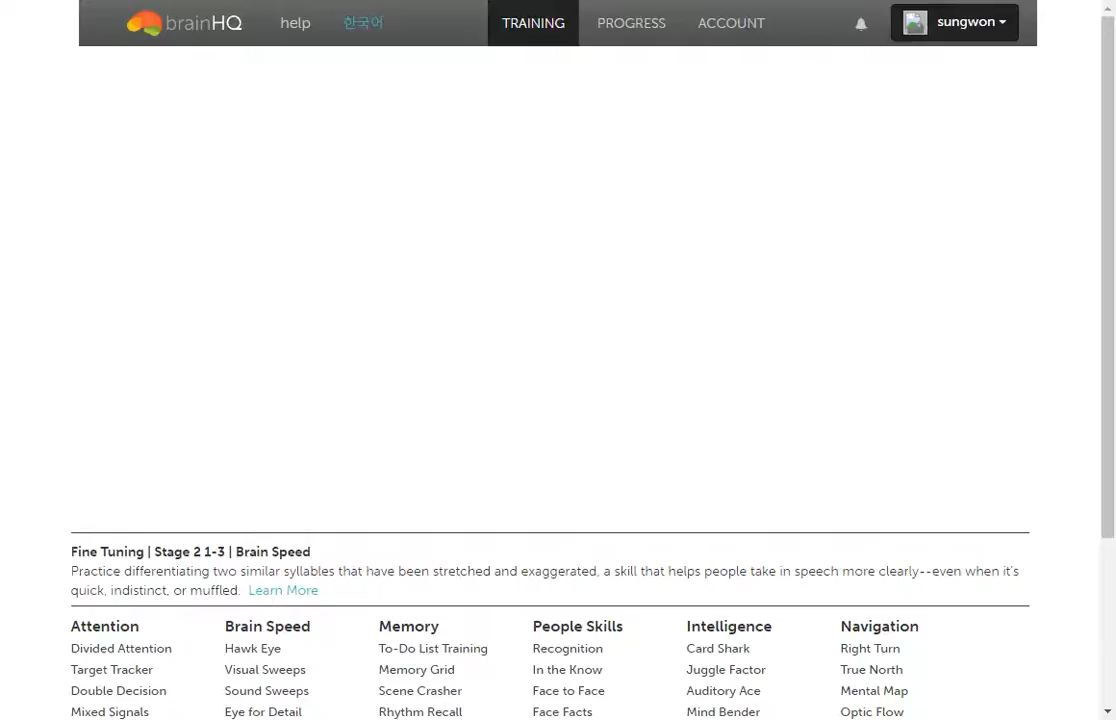 brainHQ help 한국어 TRAINING PROGRESS ACCOUNT sungwon
Fine Tuning | Stage 2 1-3 | Brain Speed
Practice differentiating two similar syllables that have been stretched and exaggerated, a skill that helps people take in speech more clearly--even when it's
quick, indistinct, or muffled. Learn More
Attention Brain Speed Memory People Skills Intelligence Navigation
Divided Attention Hawk Eye To-Do List Training Recognition Card Shark Right Turn
Target Tracker Visual Sweeps Memory Grid In the Know Juggle Factor True North
Double Decision Sound Sweeps Scene Crasher Face to Face Auditory Ace Mental Map
Mixed Signals Eye for Detail Rhythm Recall Face Facts Mind Bender Optic Flow